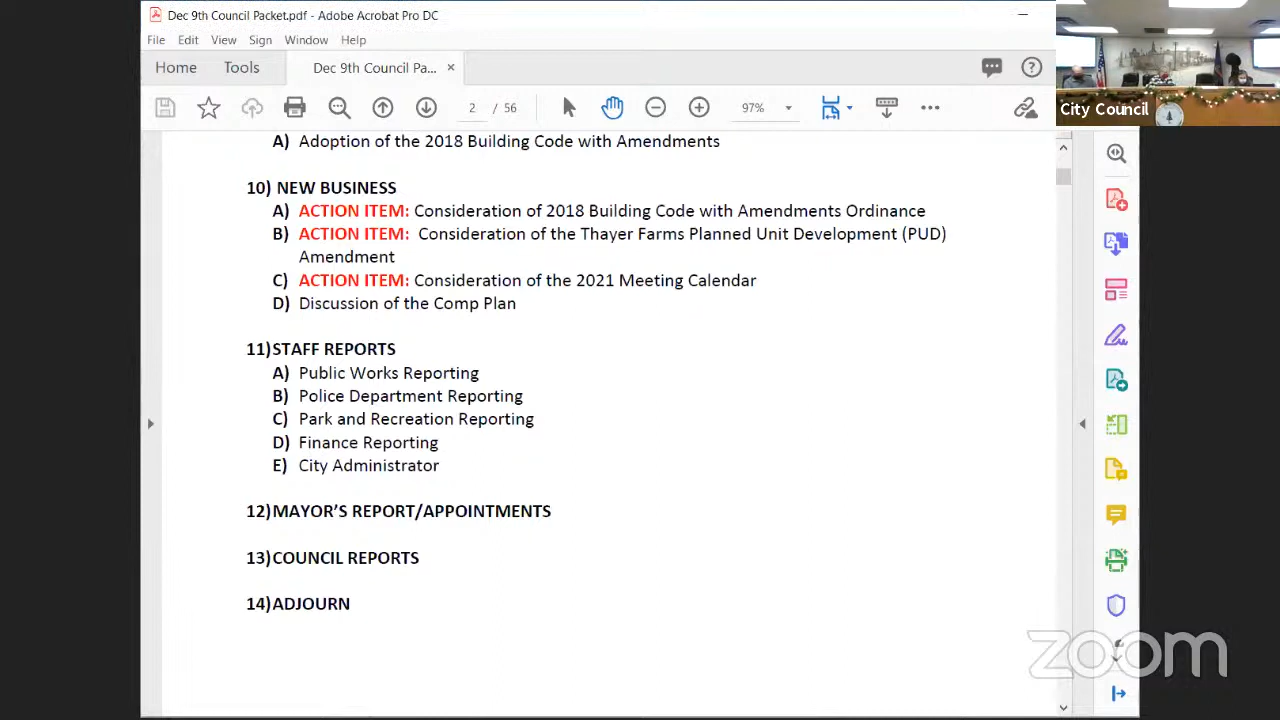 Dec 9th Council Packet.pdf - Adobe Acrobat Pro DC
File Edit View Sign Window Help
Home Tools Dec 9th Council Pa... ×
2 / 56 97%
City Council
A) Adoption of the 2018 Building Code with Amendments
10) NEW BUSINESS
A) ACTION ITEM: Consideration of 2018 Building Code with Amendments Ordinance
B) ACTION ITEM: Consideration of the Thayer Farms Planned Unit Development (PUD)
Amendment
C) ACTION ITEM: Consideration of the 2021 Meeting Calendar
D) Discussion of the Comp Plan
11)STAFF REPORTS
A) Public Works Reporting
B) Police Department Reporting
C) Park and Recreation Reporting
D) Finance Reporting
E) City Administrator
12)MAYOR'S REPORT/APPOINTMENTS
13)COUNCIL REPORTS
14)ADJOURN
zoom